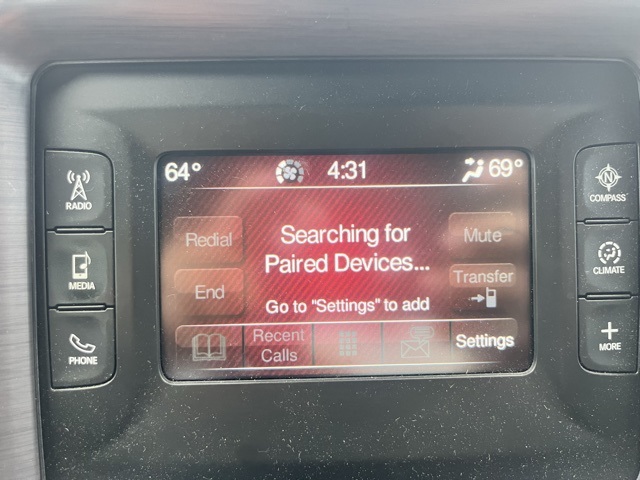 64° 4:31 69°
RADIO
MEDIA
PHONE
Redial
End
Searching for
Paired Devices...
Go to "Settings" to add
Mute
Transfer
Recent
Calls
Settings
N
COMPASS
CLIMATE
+
MORE